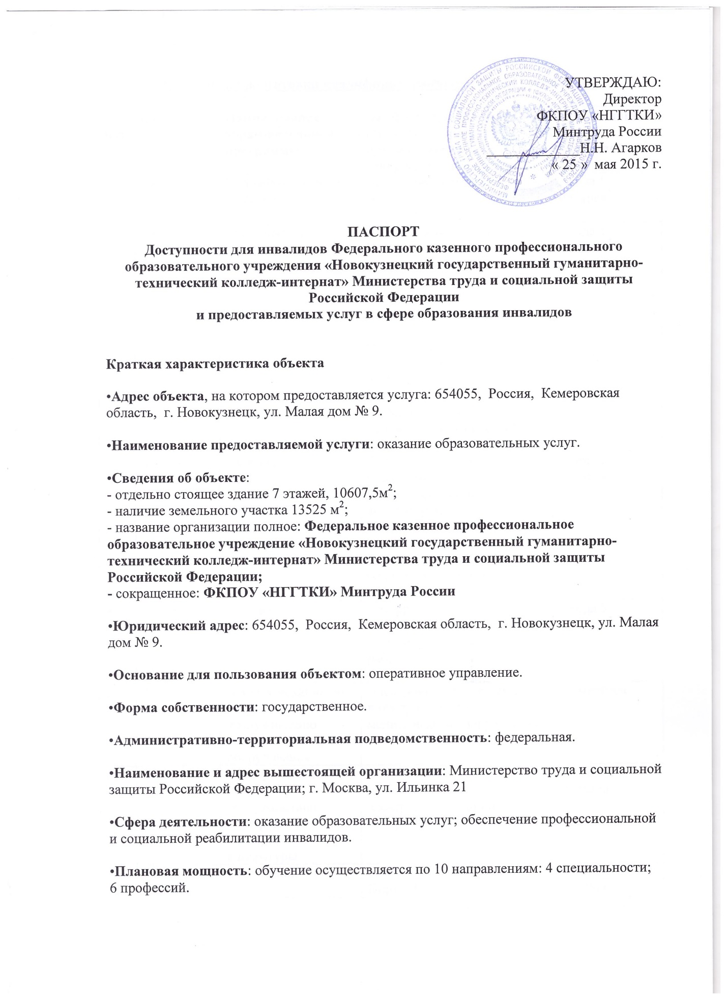 УТВЕРЖДАЮ:
Директор
ФКПОУ «НГГТКИ»
Минтруда России
_____________Н.Н. Агарков
« 25 »  мая 2015 г.
ПАСПОРТ
Доступности для инвалидов Федерального казенного профессионального
образовательного учреждения «Новокузнецкий государственный гуманитарно-
технический колледж-интернат» Министерства труда и социальной защиты
Российской Федерации
и предоставляемых услуг в сфере образования инвалидов
Краткая характеристика объекта
•Адрес объекта, на котором предоставляется услуга: 654055,  Россия,  Кемеровская
область,  г. Новокузнецк, ул. Малая дом № 9.
•Наименование предоставляемой услуги: оказание образовательных услуг.
•Сведения об объекте:
- отдельно стоящее здание 7 этажей, 10607,5м²;
- наличие земельного участка 13525 м²;
- название организации полное: Федеральное казенное профессиональное
образовательное учреждение «Новокузнецкий государственный гуманитарно-
технический колледж-интернат» Министерства труда и социальной защиты
Российской Федерации;
- сокращенное: ФКПОУ «НГГТКИ» Минтруда России
•Юридический адрес: 654055,  Россия,  Кемеровская область,  г. Новокузнецк, ул. Малая
дом № 9.
•Основание для пользования объектом: оперативное управление.
•Форма собственности: государственное.
•Административно-территориальная подведомственность: федеральная.
•Наименование и адрес вышестоящей организации: Министерство труда и социальной
защиты Российской Федерации; г. Москва, ул. Ильинка 21
•Сфера деятельности: оказание образовательных услуг; обеспечение профессиональной
и социальной реабилитации инвалидов.
•Плановая мощность: обучение осуществляется по 10 направлениям: 4 специальности;
6 профессий.